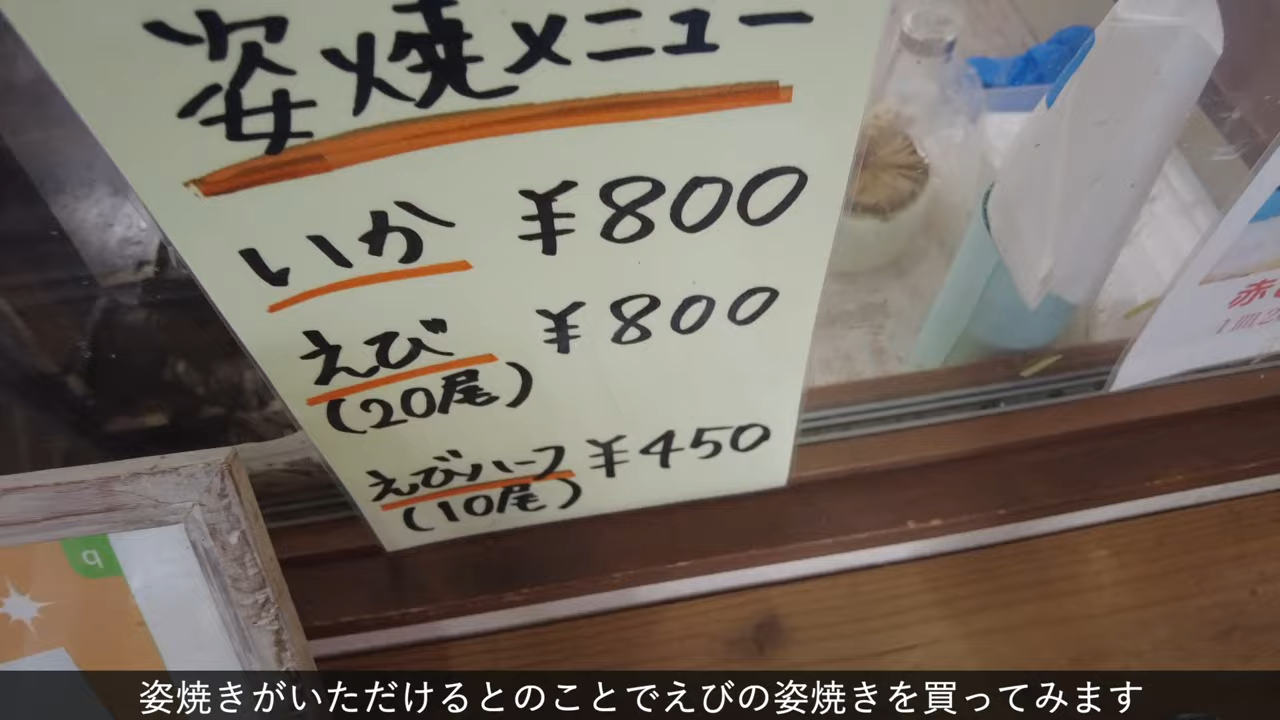 姿焼メニュー
いか ¥800
えび ¥800
(20尾)
えびハーフ ¥450
(10尾)
赤
q
姿焼きがいただけるとのことでえびの姿焼きを買ってみます